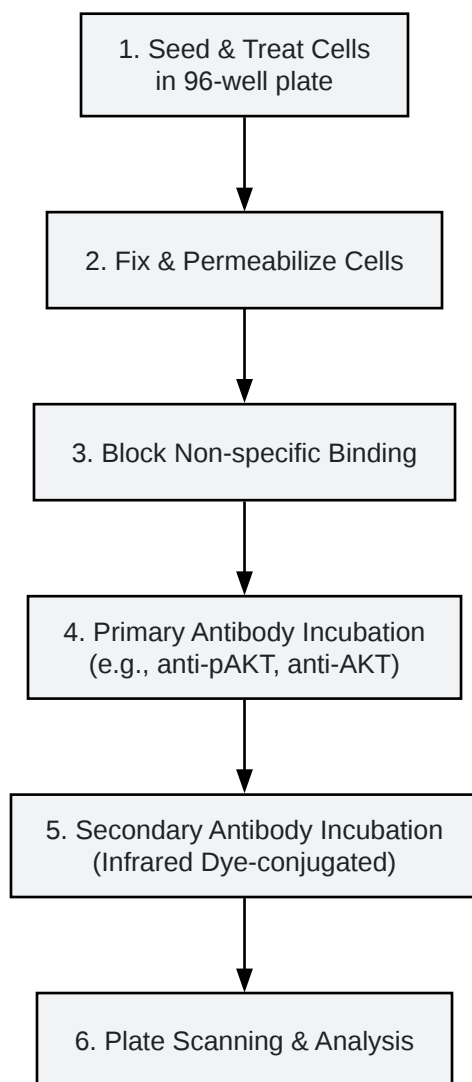 1. Seed & Treat Cells
in 96-well plate
2. Fix & Permeabilize Cells
3. Block Non-specific Binding
4. Primary Antibody Incubation
(e.g., anti-pAKT, anti-AKT)
5. Secondary Antibody Incubation
(Infrared Dye-conjugated)
6. Plate Scanning & Analysis